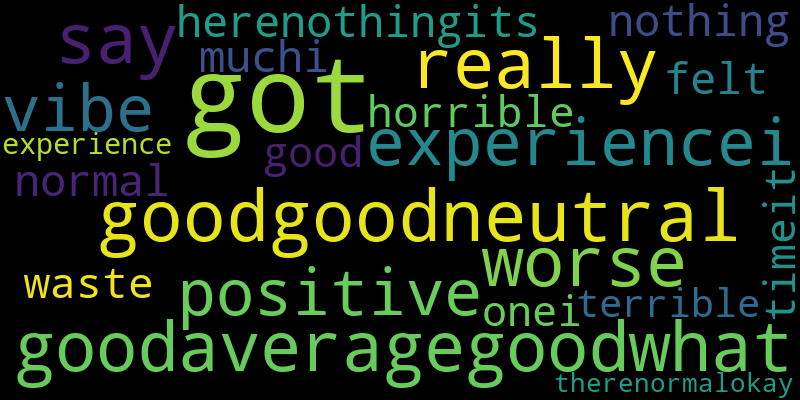 herenothingits
nothing
say
muchi
really
felt
got
vibe
horrible
experience
experiencei
good
normal
timeit
goodgoodneutral
worse
waste
positive
onei
terrible
goodaveragegoodwhat
therenormalokay